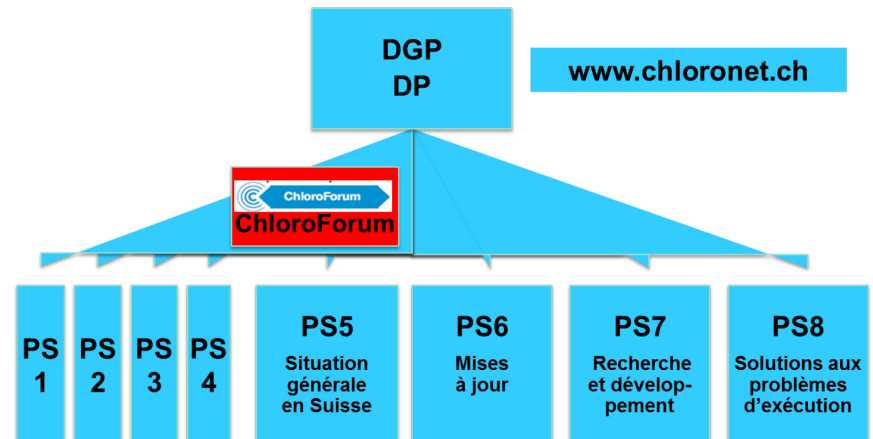 DGP
DP
www.chloronet.ch
ChloroForum
ChloroForum
PS
1
PS
2
PS
3
PS
4
PS5
Situation
générale
en Suisse
PS6
Mises
à jour
PS7
Recherche
et dévelop-
pement
PS8
Solutions aux
problèmes
d'exécution